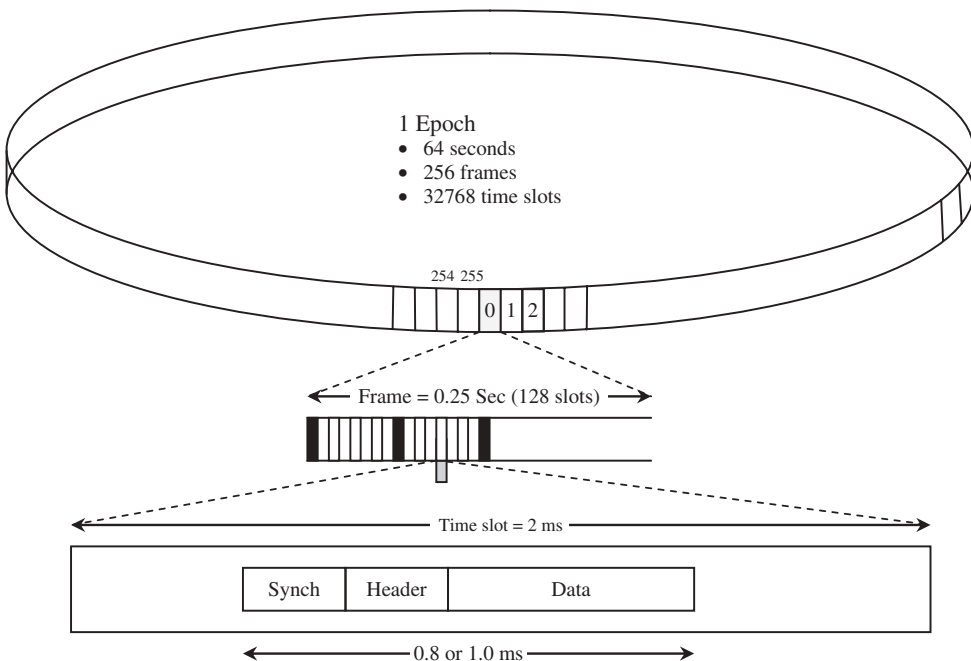 1 Epoch
• 64 seconds
• 256 frames
• 32768 time slots
254 255
0 1 2
Frame = 0.25 Sec (128 slots)
Time slot = 2 ms
Synch Header Data
0.8 or 1.0 ms